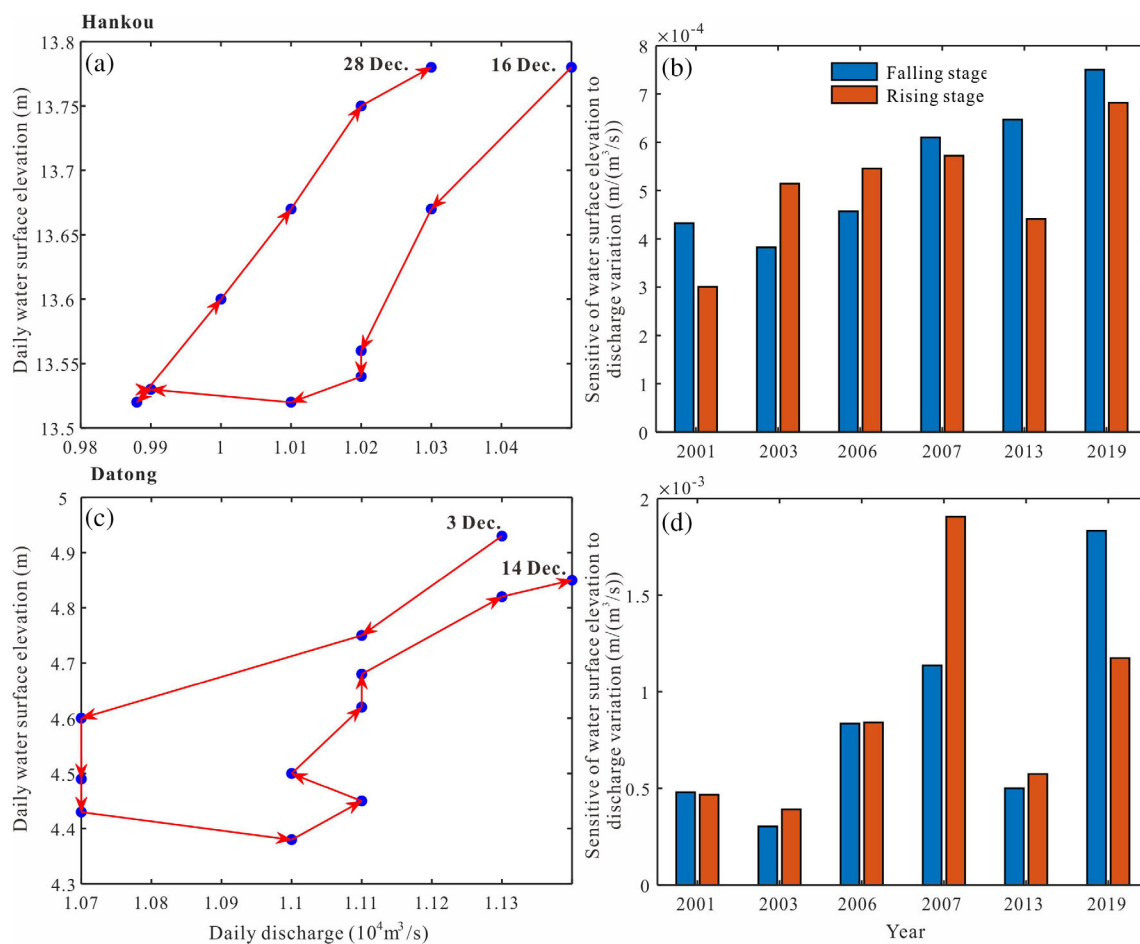 Hankou
(a)
28 Dec.
16 Dec.
13.8
13.75
13.7
13.65
13.6
13.55
13.5
Daily water surface elevation (m)
0.98
0.99
1
1.01
1.02
1.03
1.04
×10⁻⁴
(b)
Falling stage
Rising stage
8
7
6
5
4
3
2
1
0
Sensitive of water surface elevation to
discharge variation (m/(m³/s))
2001
2003
2006
2007
2013
2019
Datong
(c)
3 Dec.
14 Dec.
5
4.9
4.8
4.7
4.6
4.5
4.4
4.3
Daily water surface elevation (m)
1.07
1.08
1.09
1.1
1.11
1.12
1.13
Daily discharge (10⁴m³/s)
×10⁻³
(d)
2
1.5
1
0.5
0
Sensitive of water surface elevation to
discharge variation (m/(m³/s))
2001
2003
2006
2007
2013
2019
Year